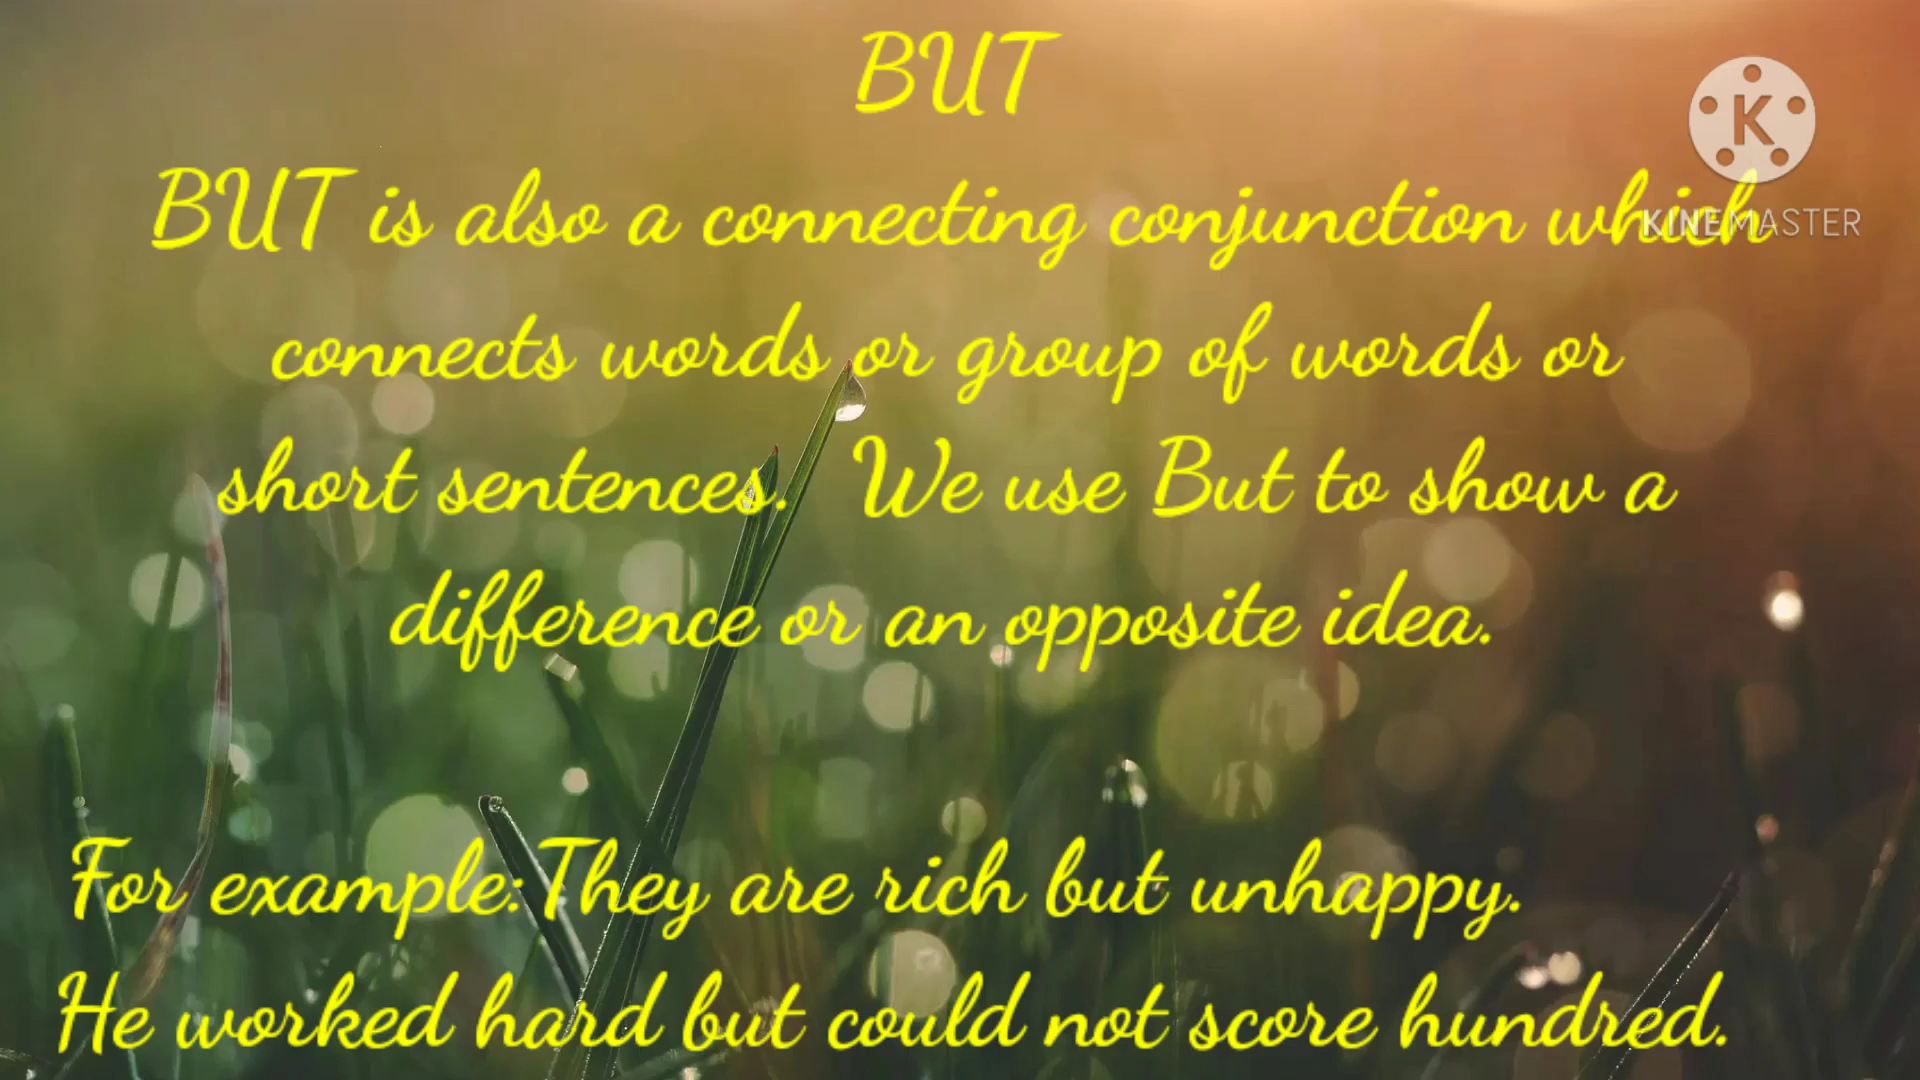 BUT
BUT is also a connecting conjunction which
connects words or group of words or
short sentences. We use But to show a
difference or an opposite idea.
For example:They are rich but unhappy.
He worked hard but could not score hundred.
K
KINEMASTER